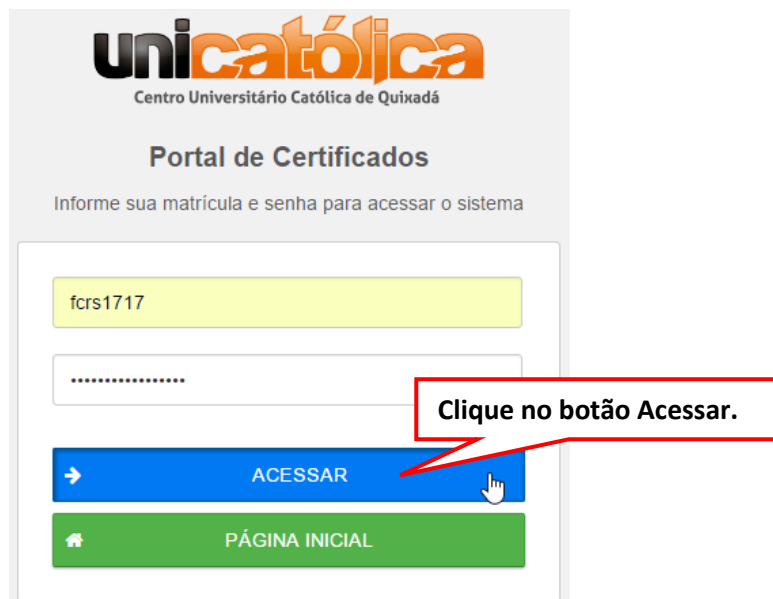 unicatólica
Centro Universitário Católica de Quixadá
Portal de Certificados
Informe sua matrícula e senha para acessar o sistema
fcrs1717
•••••••••••••••••
Clique no botão Acessar.
ACESSAR
PÁGINA INICIAL